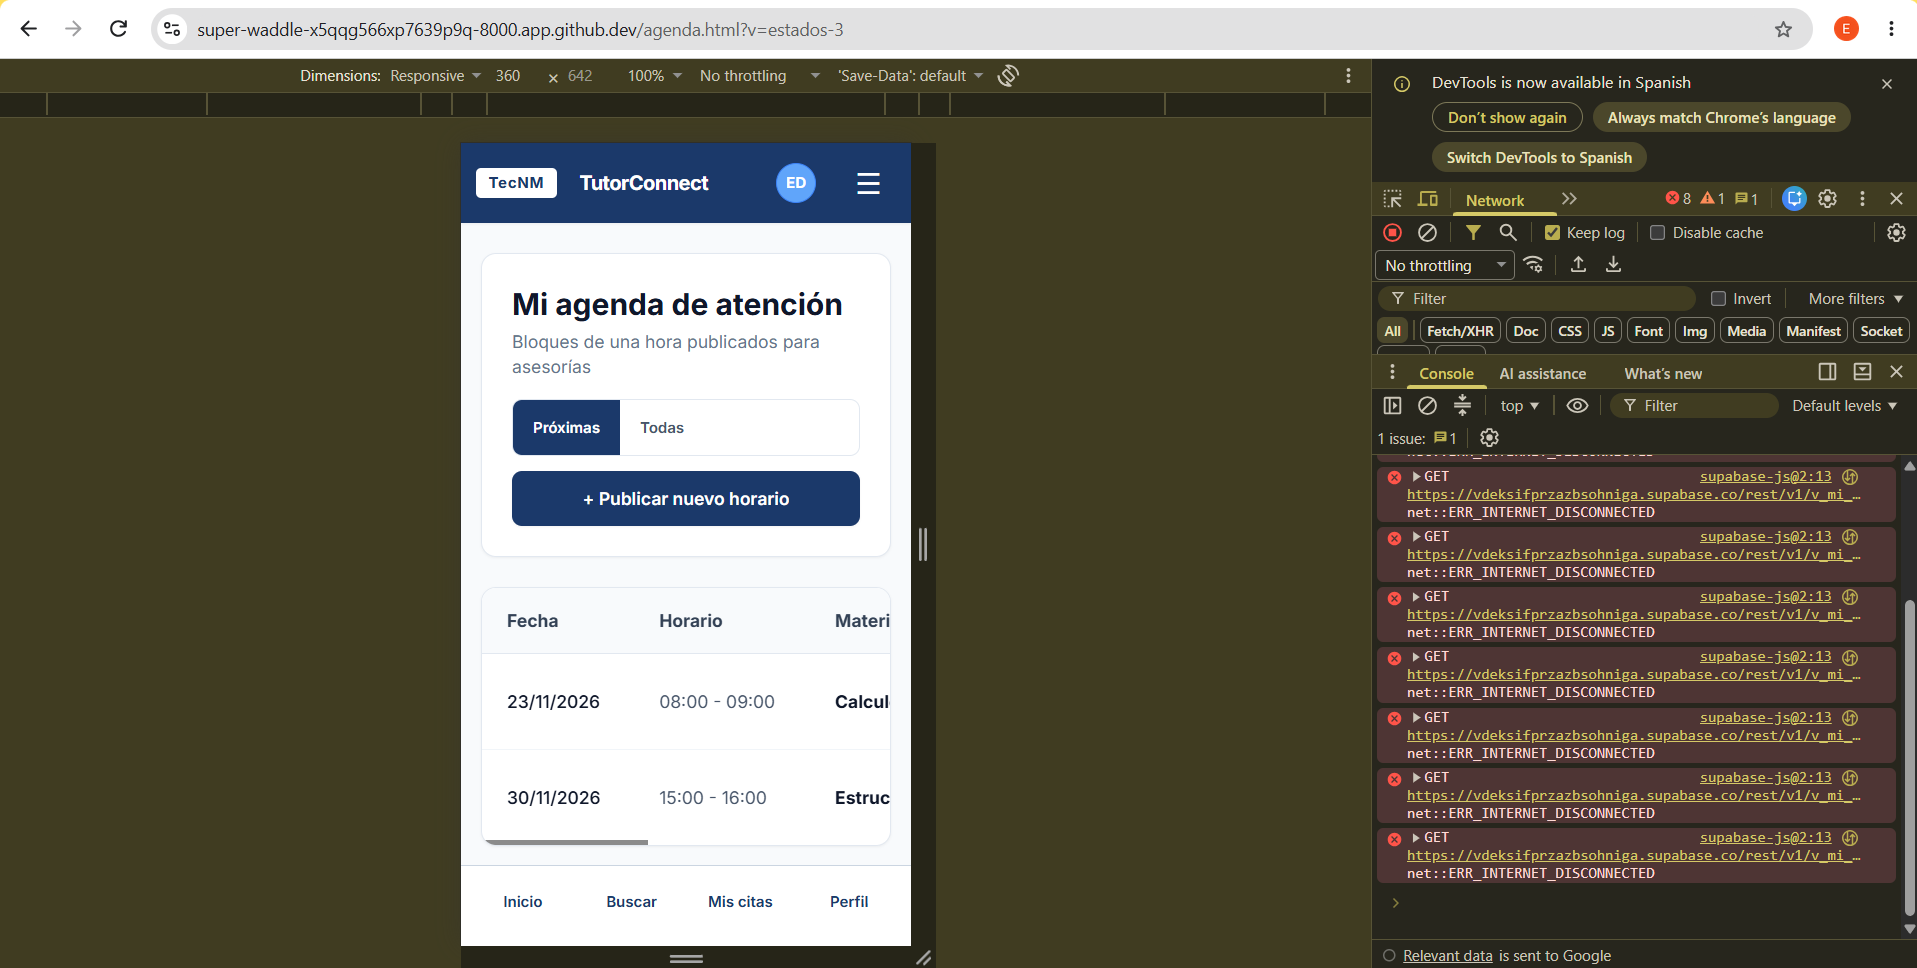 super-waddle-x5qqg566xp7639p9q-8000.app.github.dev/agenda.html?v=estados-3
E
Dimensions: Responsive 360 × 642 100% No throttling 'Save-Data': default
DevTools is now available in Spanish
Don't show again
Always match Chrome's language
Switch DevTools to Spanish
Network 8 1 1
Keep log Disable cache
No throttling
Filter Invert More filters
All Fetch/XHR Doc CSS JS Font Img Media Manifest Socket
Console AI assistance What's new
top Filter Default levels
1 issue: 1
GET supabase-js@2:13
https://vdeksifprzazbsohniga.supabase.co/rest/v1/v_mi_…
net::ERR_INTERNET_DISCONNECTED
GET supabase-js@2:13
https://vdeksifprzazbsohniga.supabase.co/rest/v1/v_mi_…
net::ERR_INTERNET_DISCONNECTED
GET supabase-js@2:13
https://vdeksifprzazbsohniga.supabase.co/rest/v1/v_mi_…
net::ERR_INTERNET_DISCONNECTED
GET supabase-js@2:13
https://vdeksifprzazbsohniga.supabase.co/rest/v1/v_mi_…
net::ERR_INTERNET_DISCONNECTED
GET supabase-js@2:13
https://vdeksifprzazbsohniga.supabase.co/rest/v1/v_mi_…
net::ERR_INTERNET_DISCONNECTED
GET supabase-js@2:13
https://vdeksifprzazbsohniga.supabase.co/rest/v1/v_mi_…
net::ERR_INTERNET_DISCONNECTED
GET supabase-js@2:13
https://vdeksifprzazbsohniga.supabase.co/rest/v1/v_mi_…
net::ERR_INTERNET_DISCONNECTED
Relevant data is sent to Google
TecNM TutorConnect ED
Mi agenda de atención
Bloques de una hora publicados para
asesorías
Próximas Todas
+ Publicar nuevo horario
Fecha Horario Materi
23/11/2026 08:00 - 09:00 Calcul
30/11/2026 15:00 - 16:00 Estruc
Inicio Buscar Mis citas Perfil